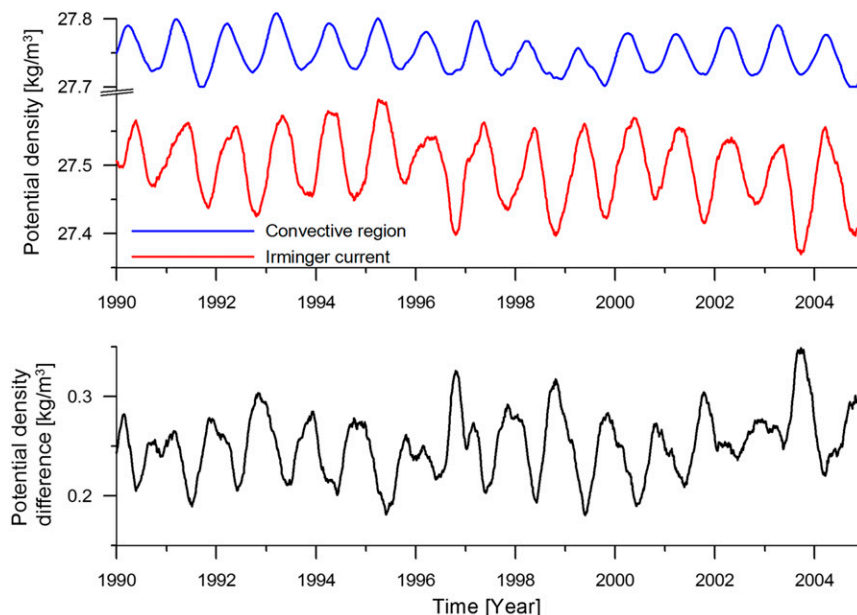 27.8
27.7
27.5
27.4
Potential density [kg/m³]
Convective region
Irminger current
1990 1992 1994 1996 1998 2000 2002 2004
0.3
0.2
Potential density
difference [kg/m³]
1990 1992 1994 1996 1998 2000 2002 2004
Time [Year]